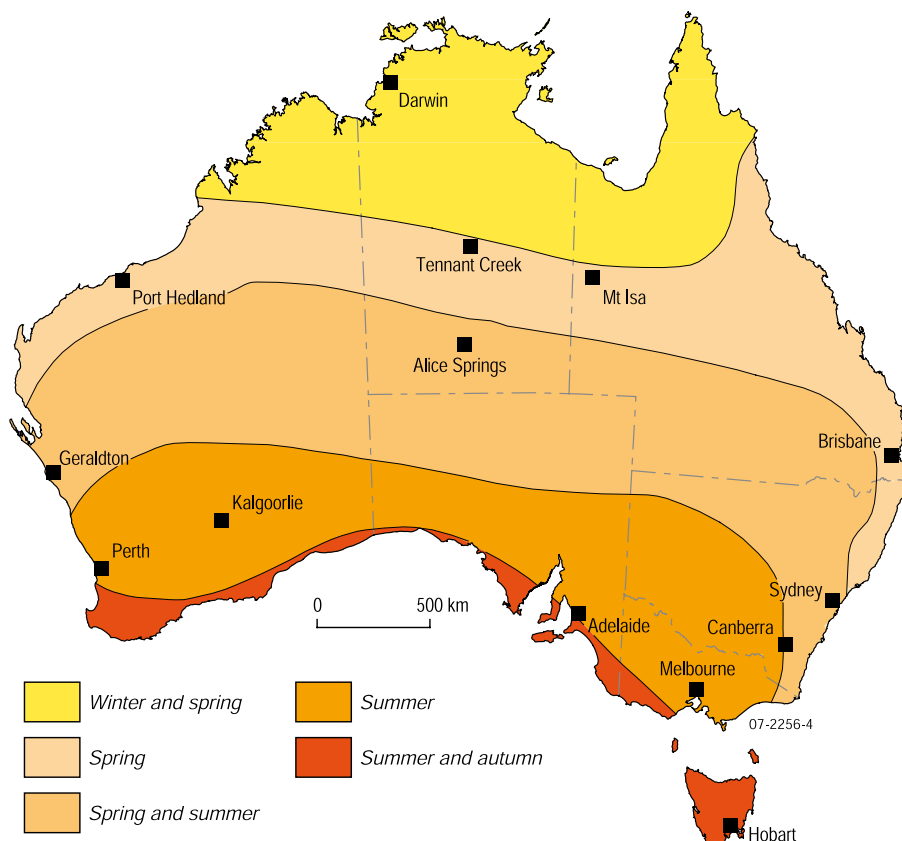 Darwin
Tennant Creek
Mt Isa
Port Hedland
Alice Springs
Brisbane
Geraldton
Kalgoorlie
Perth
Sydney
0 500 km
Adelaide
Canberra
Melbourne
Winter and spring
Summer
07-2256-4
Spring
Summer and autumn
Spring and summer
Hobart